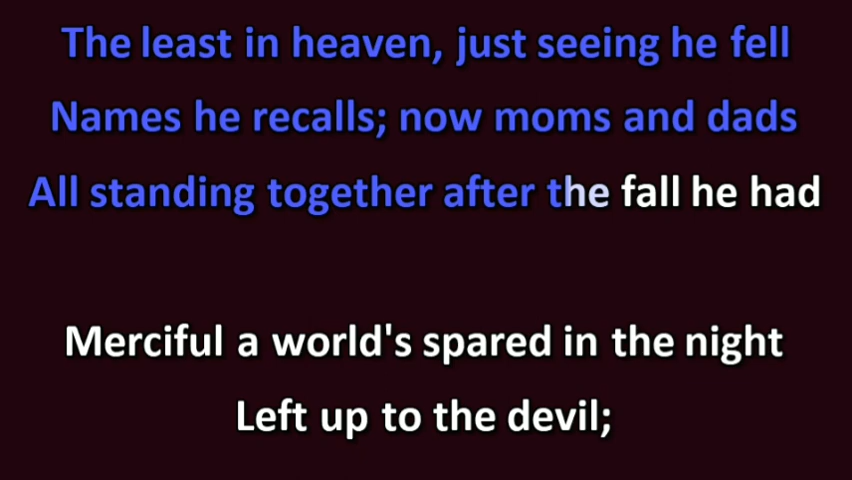 The least in heaven, just seeing he fell
Names he recalls; now moms and dads
All standing together after the fall he had
Merciful a world's spared in the night
Left up to the devil;